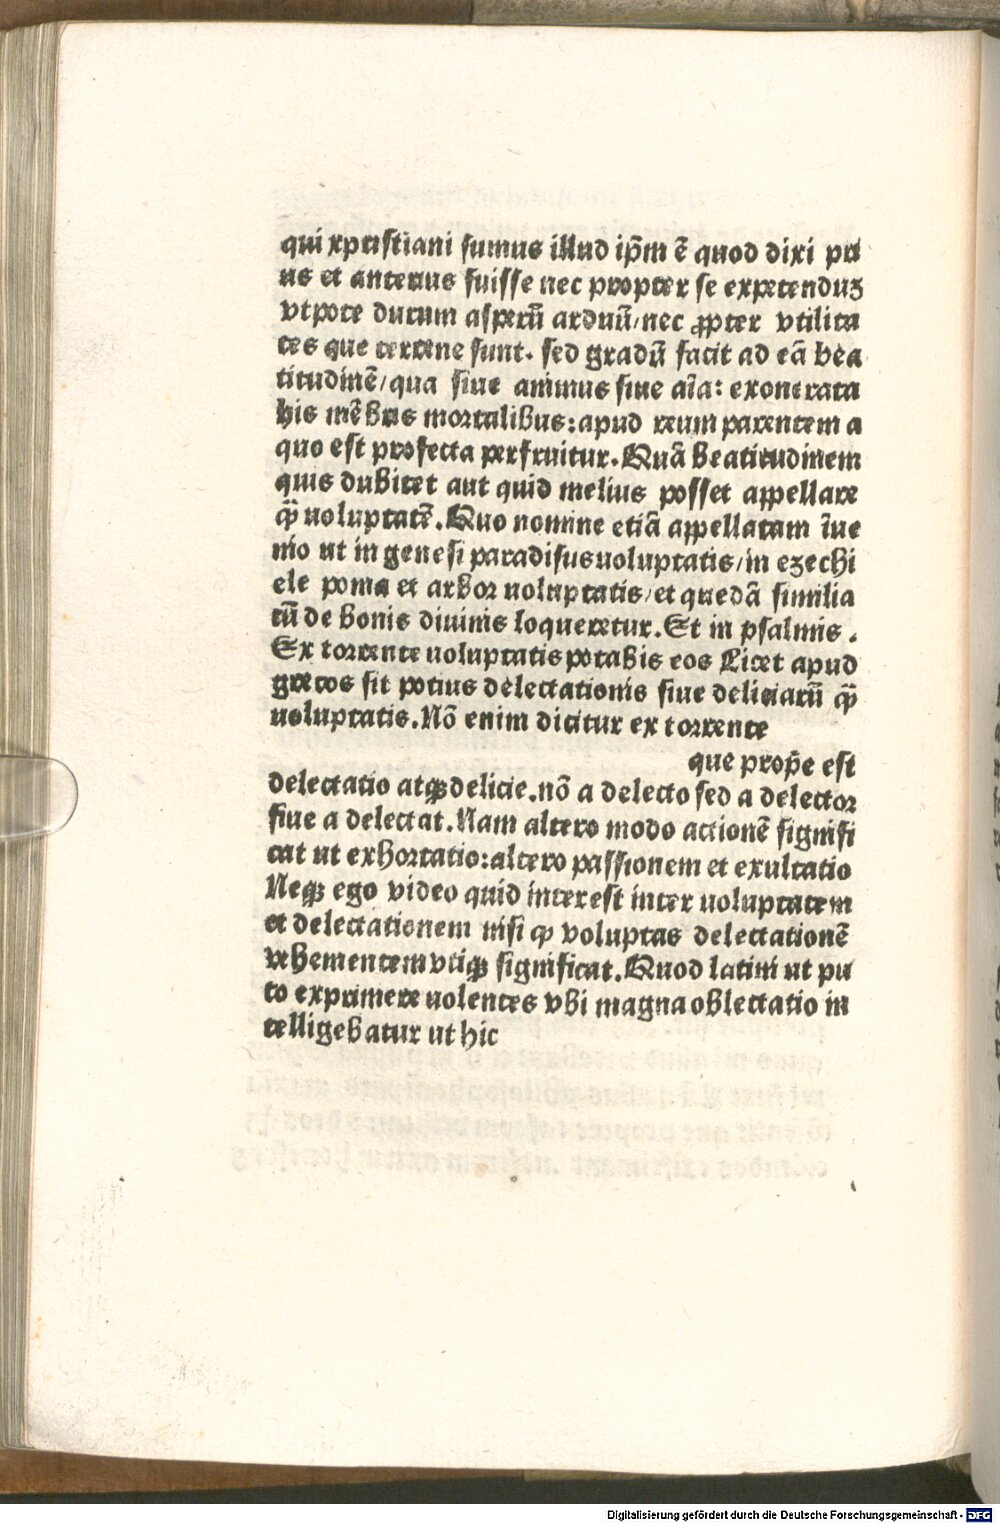 qui xpristiani sumus illud ip̄m ē quod dixi pri
us et anterius fuisse nec propter se expetenduꝫ
vtpote durum asperū arduū/nec ꝓpter vtilita
tes que terrene sunt. sed gradū facit ad eā bea
titudinē/qua siue animus siue aīa: exonerata
his mēbris mortalibus: apud rerum parentem a
quo est profecta perfruitur. Quā beatitudinem
quis dubitet aut quid melius posset appellare
ꝙ̄ uoluptatē. Quo nomine etiā appellatam īue
nio ut in genesi paradisus uoluptatis/in ezechi
ele poma et arbor uoluptatis/et quedā similia
cū de bonis diuinis loqueretur. Et in psalmis.
Ex torrente uoluptatis potabis eos Licet apud
grecos sit potius delectationis siue deliciarū ꝙ̄
uoluptatis. Nō enim dicitur ex torrente
que prop̄e est
delectatio atqꝫ delicie. nō a delecto sed a delector
siue a delectat. Nam altero modo actionē signifi
cat ut exhortatio: altero passionem et exultatio
Neqꝫ ego video quid interest inter uoluptatem
et delectationem nisi ꝙ voluptas delectationē
vehementem vtiqꝫ significat. Quod latini ut pu
to exprimere uolentes vbi magna oblectatio in
telligebatur ut hic
Digitalisierung gefördert durch die Deutsche Forschungsgemeinschaft - DFG